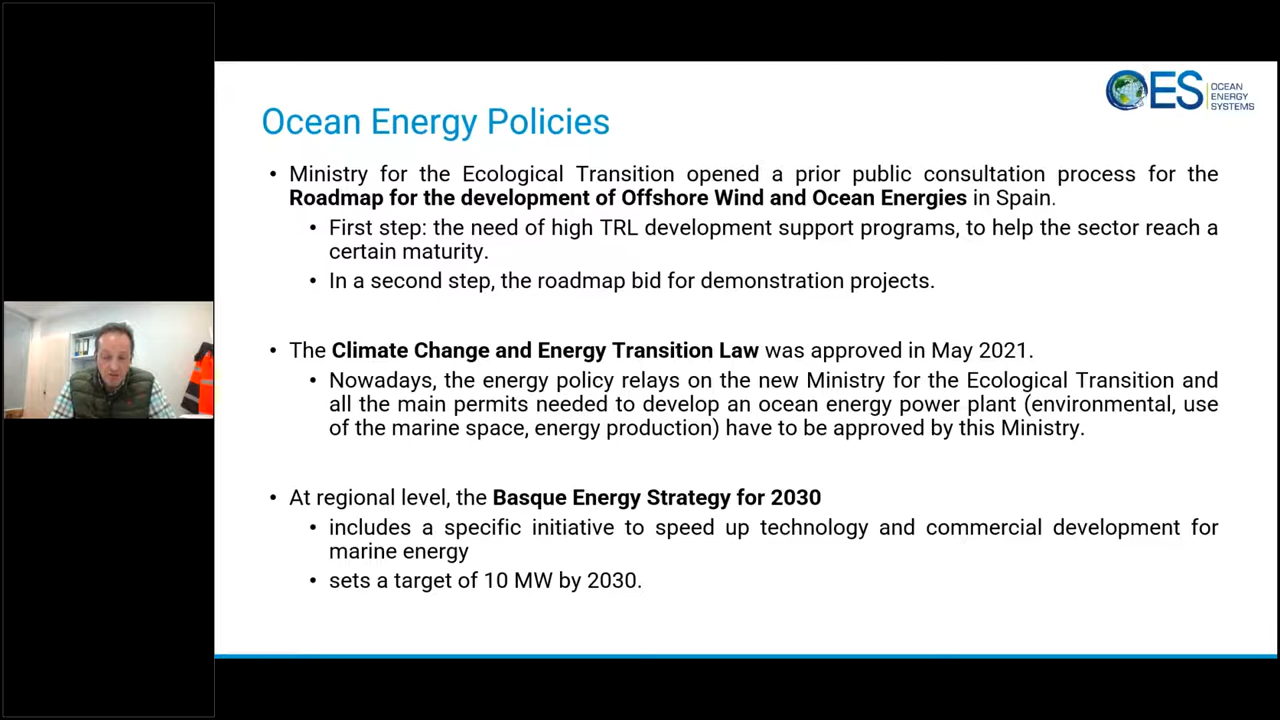 OES OCEAN
ENERGY
SYSTEMS
Ocean Energy Policies
• Ministry for the Ecological Transition opened a prior public consultation process for the
Roadmap for the development of Offshore Wind and Ocean Energies in Spain.
• First step: the need of high TRL development support programs, to help the sector reach a
certain maturity.
• In a second step, the roadmap bid for demonstration projects.
• The Climate Change and Energy Transition Law was approved in May 2021.
• Nowadays, the energy policy relays on the new Ministry for the Ecological Transition and
all the main permits needed to develop an ocean energy power plant (environmental, use
of the marine space, energy production) have to be approved by this Ministry.
• At regional level, the Basque Energy Strategy for 2030
• includes a specific initiative to speed up technology and commercial development for
marine energy
• sets a target of 10 MW by 2030.